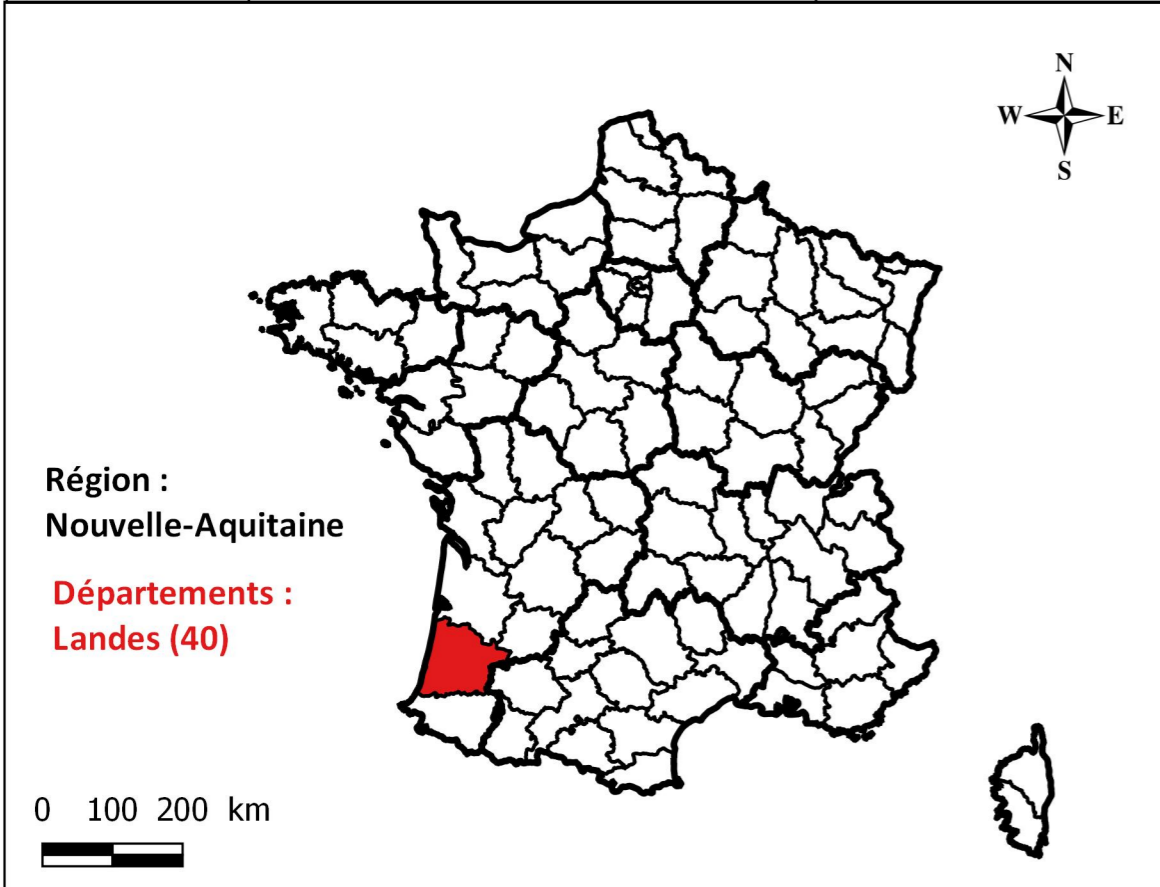 N
W E
S
Région :
Nouvelle-Aquitaine
Départements :
Landes (40)
0 100 200 km